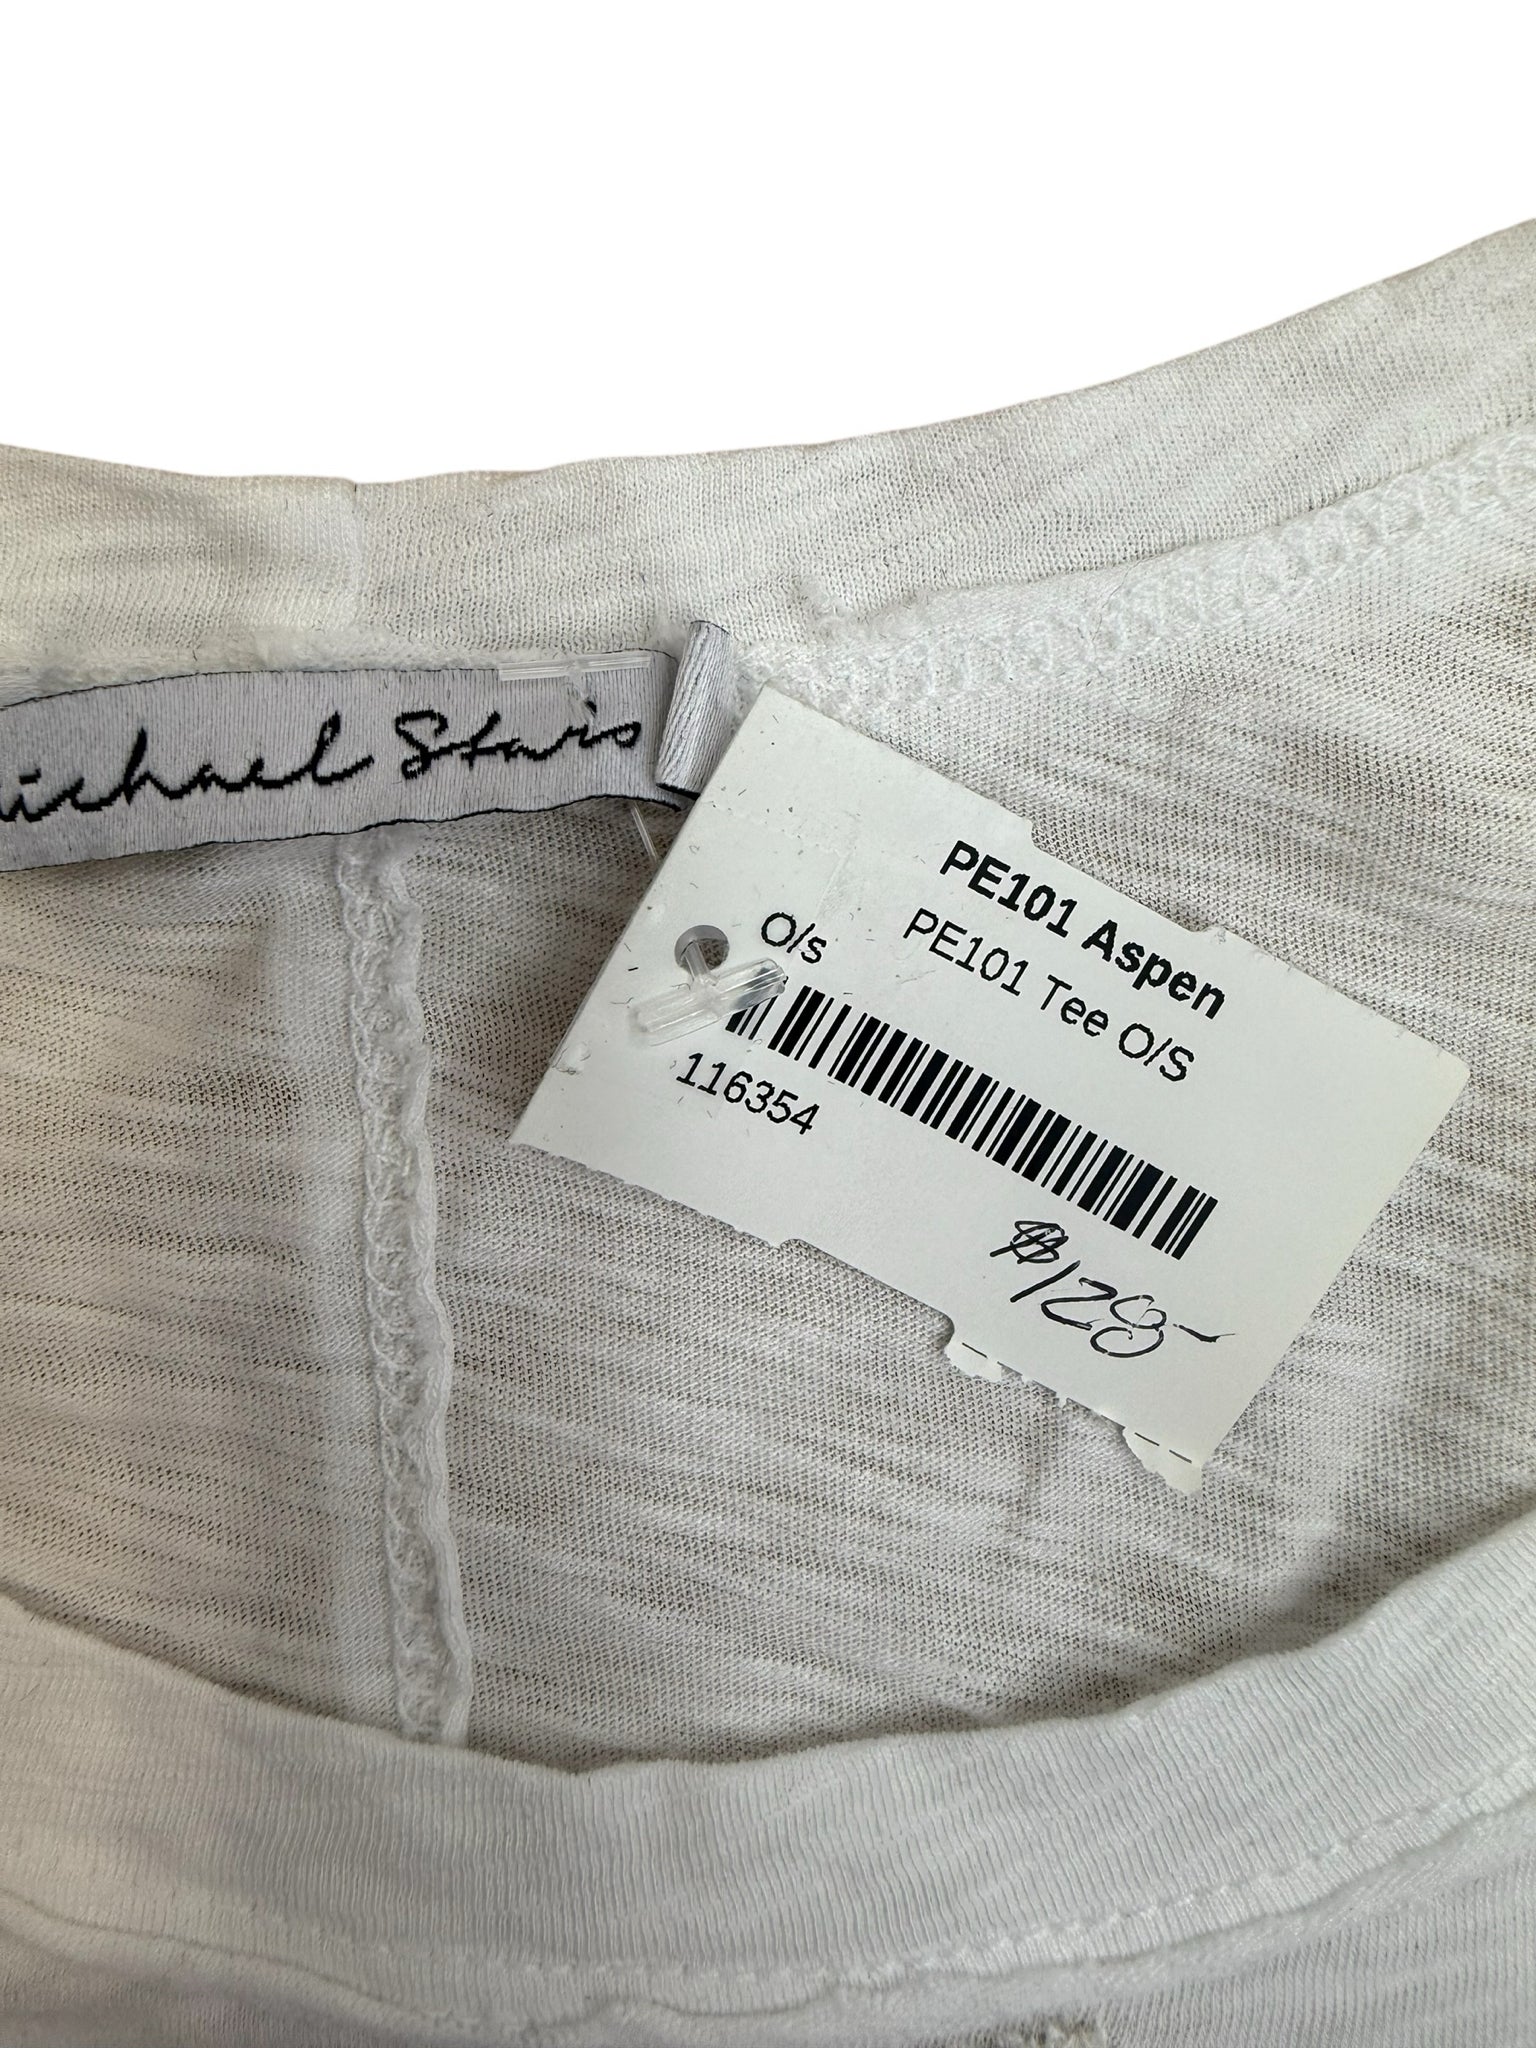 Michael Stars
PE101 Aspen
PE101 Tee O/S
O/s
116354
$128-